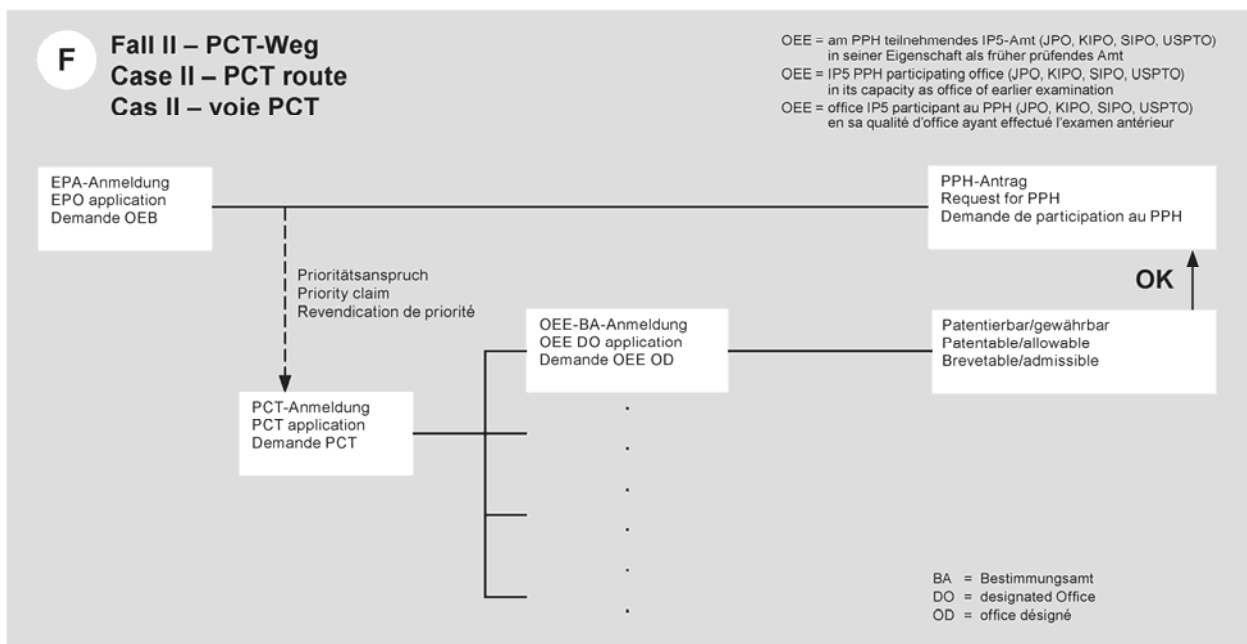 F
Fall II – PCT-Weg
Case II – PCT route
Cas II – voie PCT
OEE = am PPH teilnehmendes IP5-Amt (JPO, KIPO, SIPO, USPTO)
in seiner Eigenschaft als früher prüfendes Amt
OEE = IP5 PPH participating office (JPO, KIPO, SIPO, USPTO)
in its capacity as office of earlier examination
OEE = office IP5 participant au PPH (JPO, KIPO, SIPO, USPTO)
en sa qualité d'office ayant effectué l'examen antérieur
EPA-Anmeldung
EPO application
Demande OEB
PPH-Antrag
Request for PPH
Demande de participation au PPH
Prioritätsanspruch
Priority claim
Revendication de priorité
OK
OEE-BA-Anmeldung
OEE DO application
Demande OEE OD
Patentierbar/gewährbar
Patentable/allowable
Brevetable/admissible
PCT-Anmeldung
PCT application
Demande PCT
BA = Bestimmungsamt
DO = designated Office
OD = office désigné